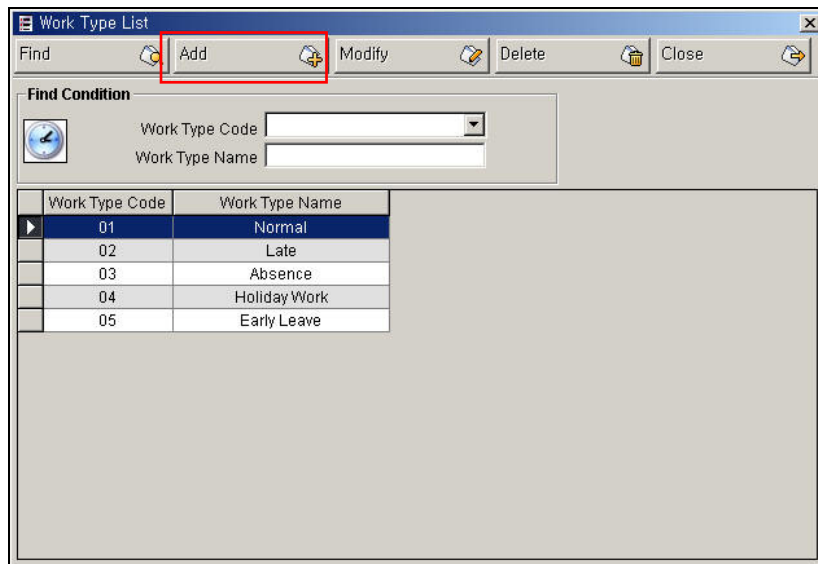 Work Type List
Find Add Modify Delete Close
Find Condition
Work Type Code
Work Type Name
Work Type Code Work Type Name
01 Normal
02 Late
03 Absence
04 Holiday Work
05 Early Leave